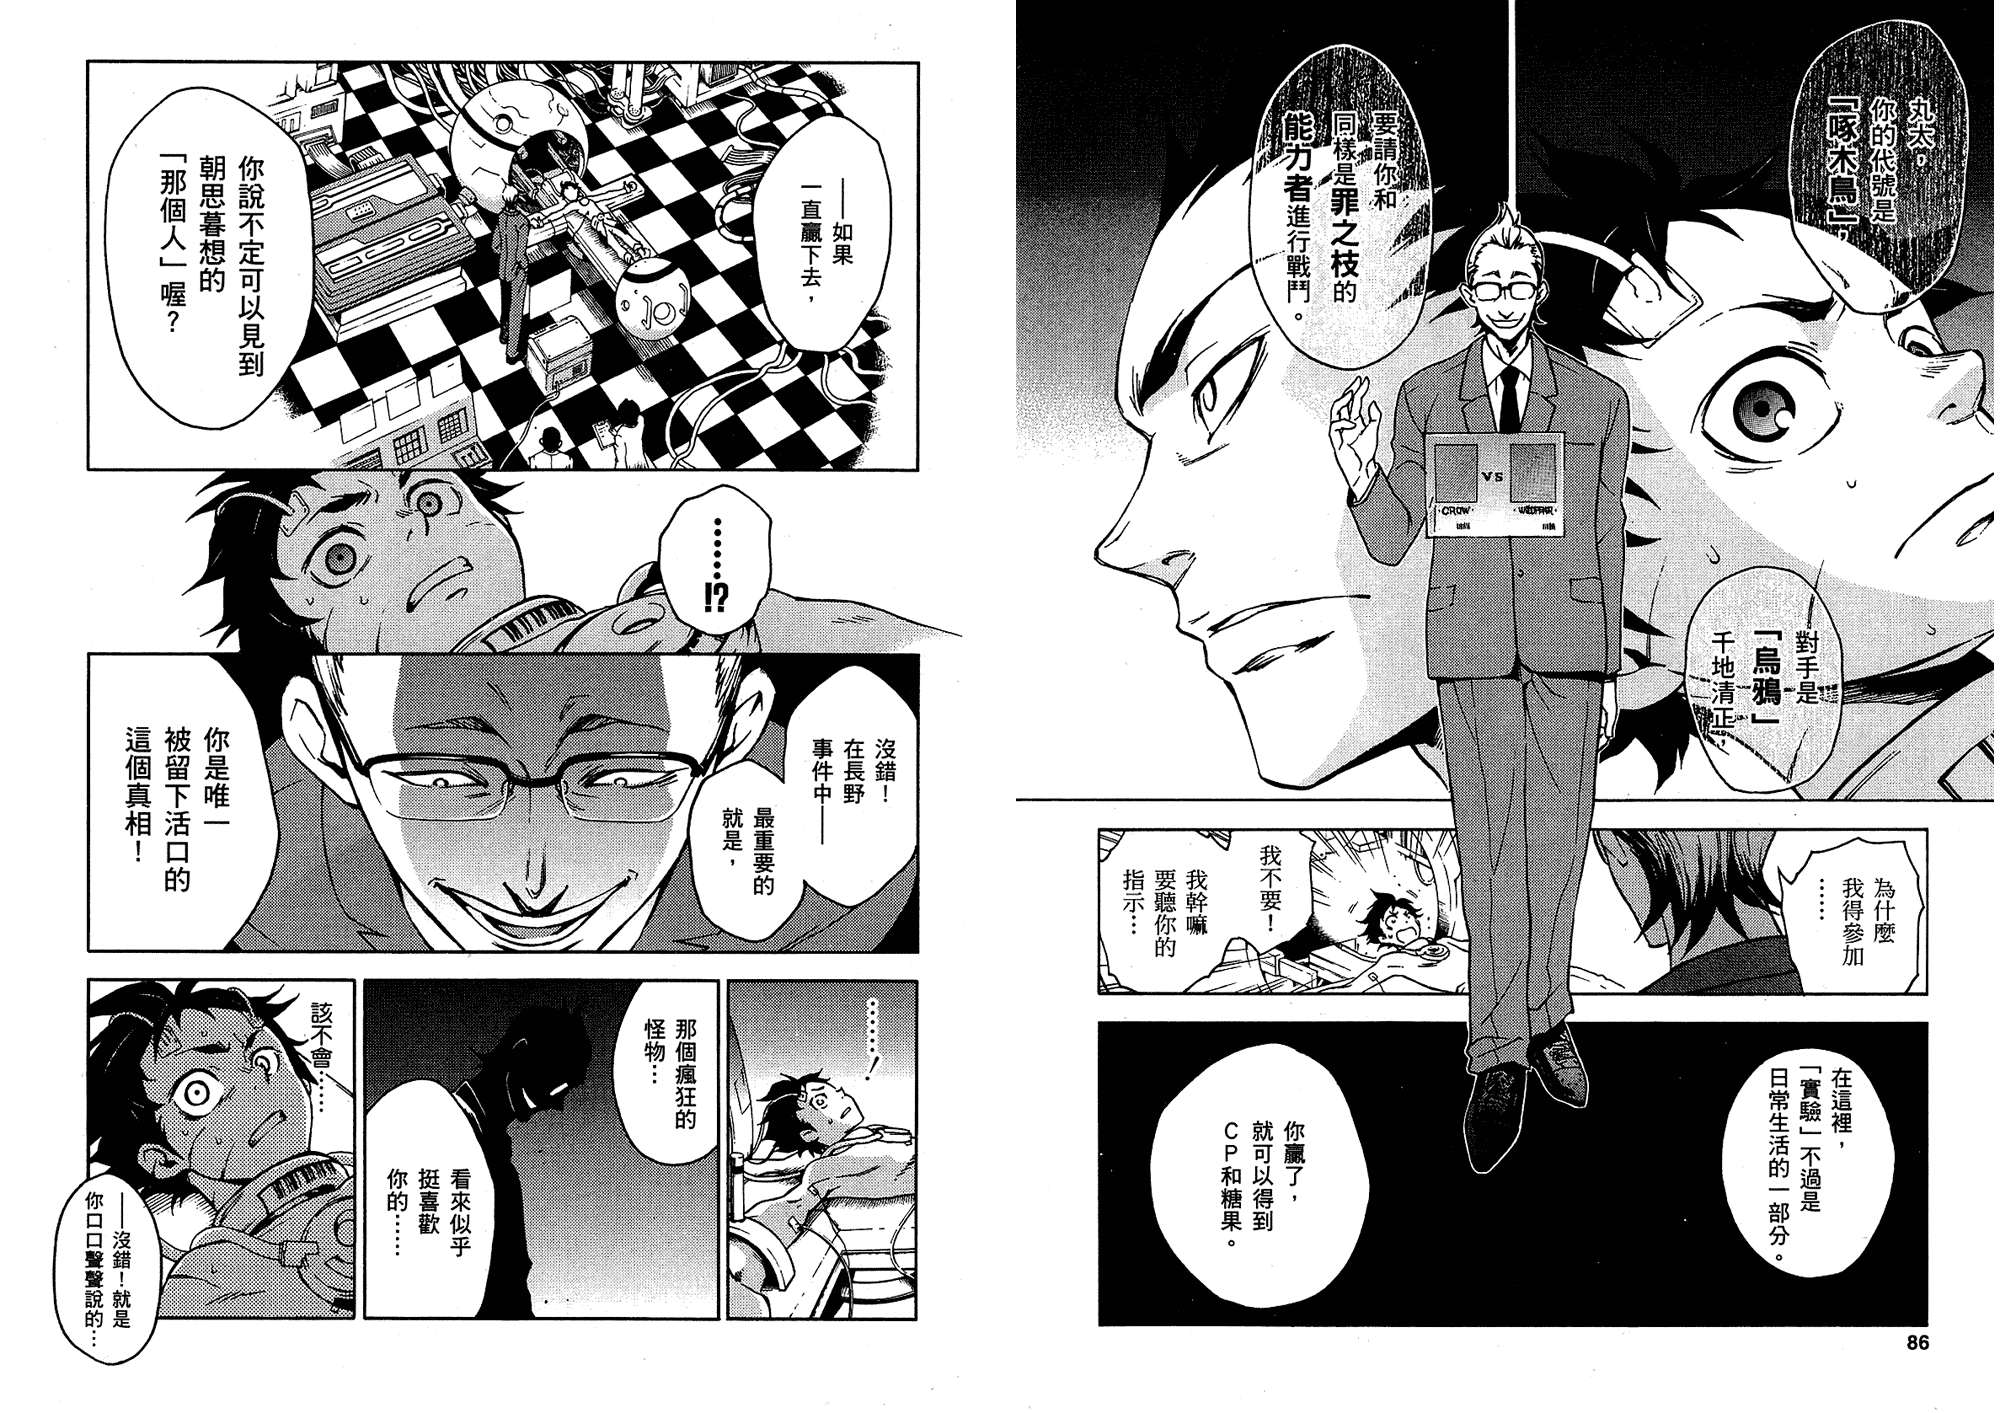 丸太，
你的代號是
「啄木鳥」，
要請你和
同樣是罪之枝的
能力者進行戰鬥。
對手是
「烏鴉」
千地清正，
VS
CROW
為什麼
我得參加
……
我不要！
我幹嘛
要聽你的
指示…
在這裡，
「實驗」不過是
日常生活的一部分。
你贏了，
就可以得到
CP和糖果。
86
——如果
一直贏下去，
你說不定可以見到
朝思暮想的
「那個人」喔？
……!?
沒錯！
在長野
事件中——
最重要的
就是，
你是唯一
被留下活口的
這個真相！
……！
那個瘋狂的
怪物…
看來似乎
挺喜歡
你的……
該不會……
——沒錯！就是
你口口聲聲說的…